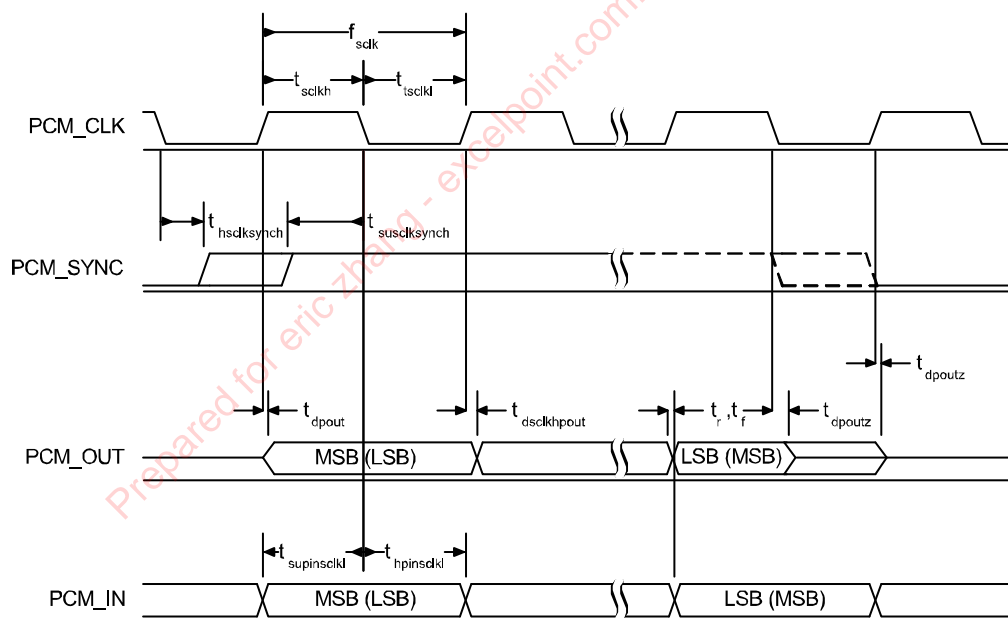 f sclk
t sclkh
tsclkl
PCM_CLK
t hsclksynch
t susclksynch
PCM_SYNC
t dpoutz
t dpout
t dsclkhpout
t r ,t f
t dpoutz
PCM_OUT
MSB (LSB)
LSB (MSB)
t supinsclkl
t hpinsclkl
PCM_IN
MSB (LSB)
LSB (MSB)
Prepared for eric zhang - excelpoint.com